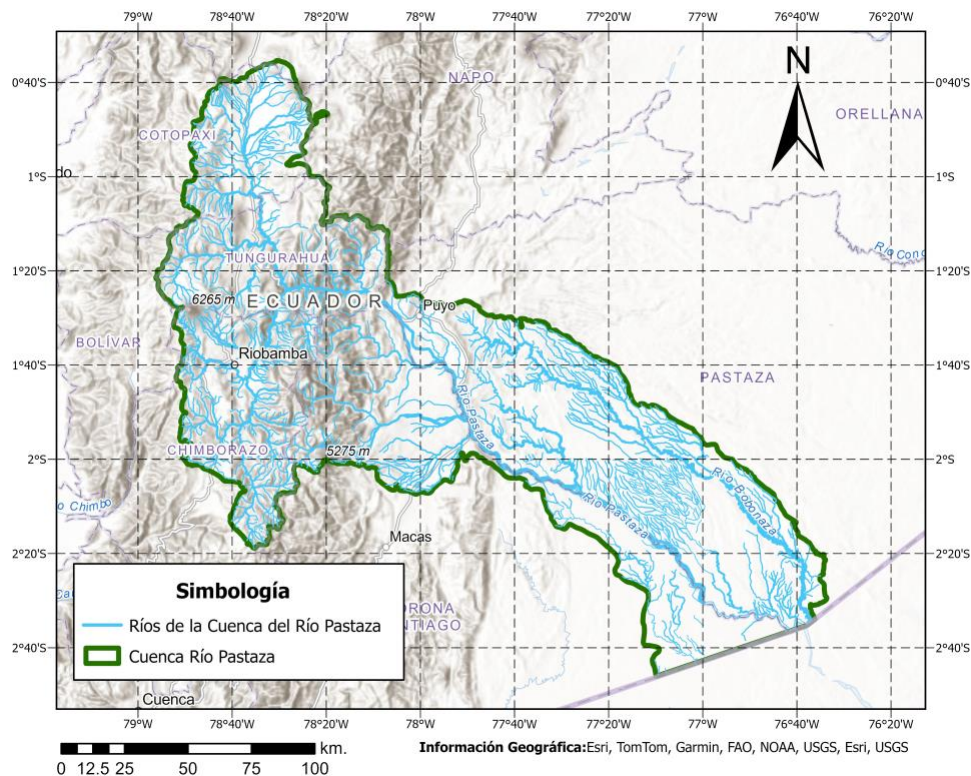 79°W 78°40'W 78°20'W 78°W 77°40'W 77°20'W 77°W 76°40'W 76°20'W
0°40'S 0°40'S
1°S 1°S
1°20'S 1°20'S
1°40'S 1°40'S
2°S 2°S
2°20'S 2°20'S
2°40'S 2°40'S
N
NAPO
ORELLANA
COTOPAXI
do
Río Cono
TUNGURAHUA
6265 m
ECUADOR
Puyo
BOLÍVAR
Riobamba
PASTAZA
Río Pastaza
CHIMBORAZO
5275 m
o Chimbo
Río Pastaza
Río Bobonaza
Macas
Ca
ORONA
NTIAGO
Cuenca
Simbología
Ríos de la Cuenca del Río Pastaza
Cuenca Río Pastaza
79°W 78°40'W 78°20'W 78°W 77°40'W 77°20'W 77°W 76°40'W 76°20'W
km.
0 12.5 25 50 75 100
Información Geográfica:Esri, TomTom, Garmin, FAO, NOAA, USGS, Esri, USGS